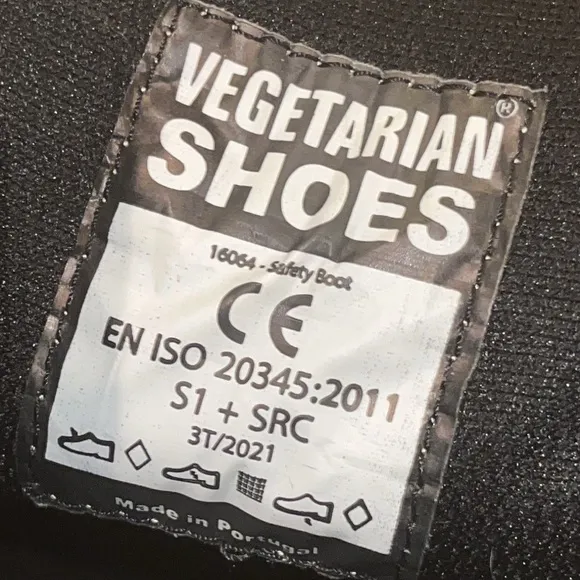 VEGETARIAN®
SHOES
16064 - Safety Boot
CE
EN ISO 20345:2011
S1 + SRC
3T/2021
Made in Portugal